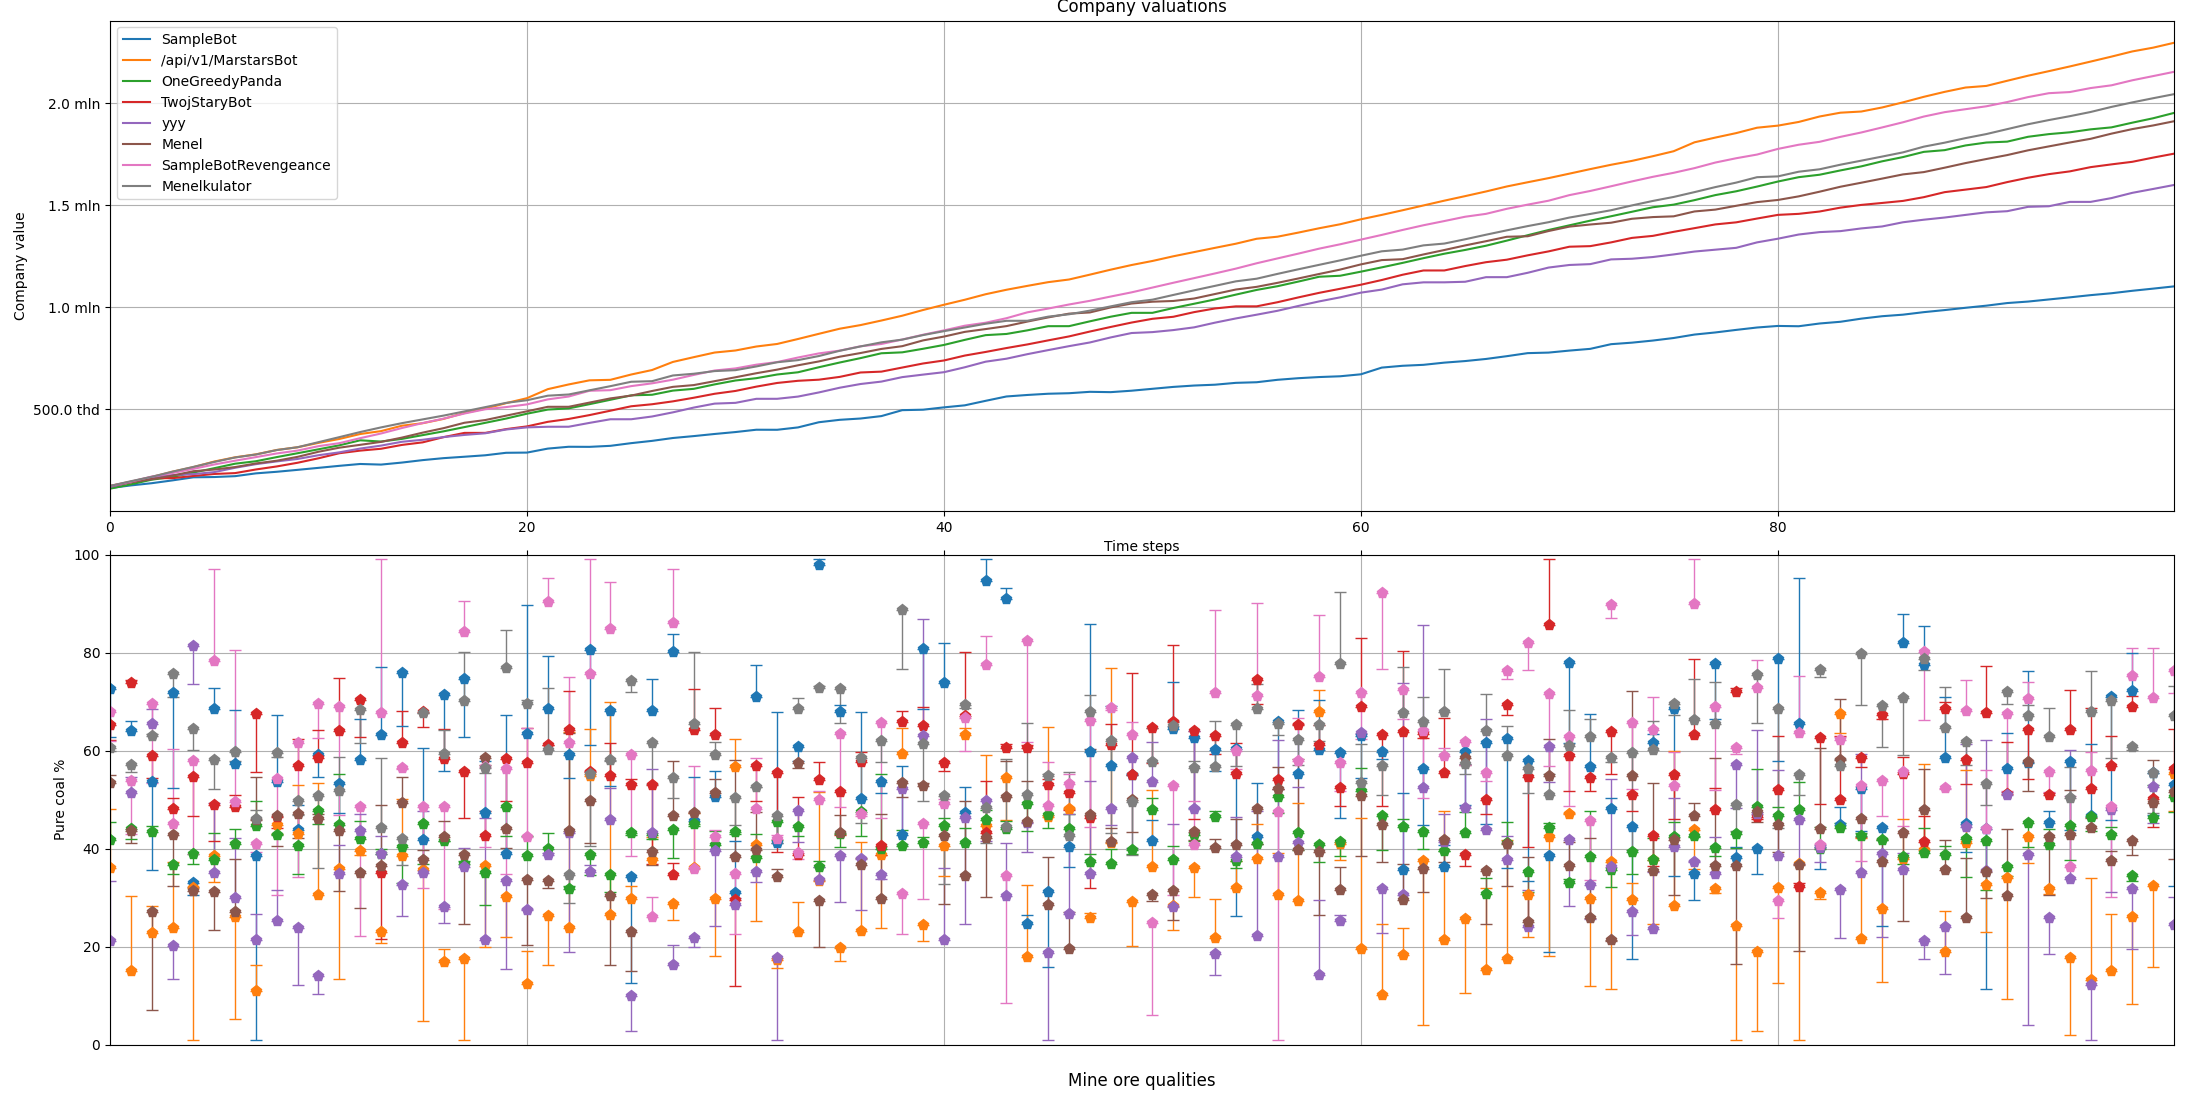 Company valuations
SampleBot
/api/v1/MarstarsBot
OneGreedyPanda
TwojStaryBot
yyy
Menel
SampleBotRevengeance
Menelkulator
Company value
2.0 mln
1.5 mln
1.0 mln
500.0 thd
0 20 40 60 80
Time steps
Pure coal %
100
80
60
40
20
0
Mine ore qualities